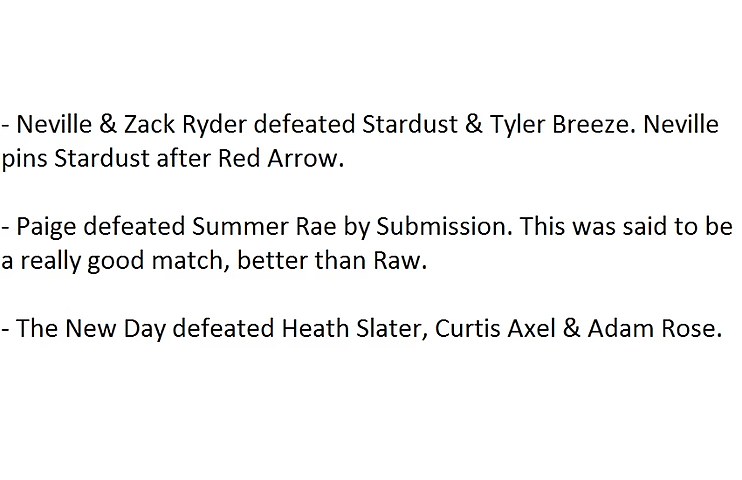 - Neville & Zack Ryder defeated Stardust & Tyler Breeze. Neville
pins Stardust after Red Arrow.
- Paige defeated Summer Rae by Submission. This was said to be
a really good match, better than Raw.
- The New Day defeated Heath Slater, Curtis Axel & Adam Rose.